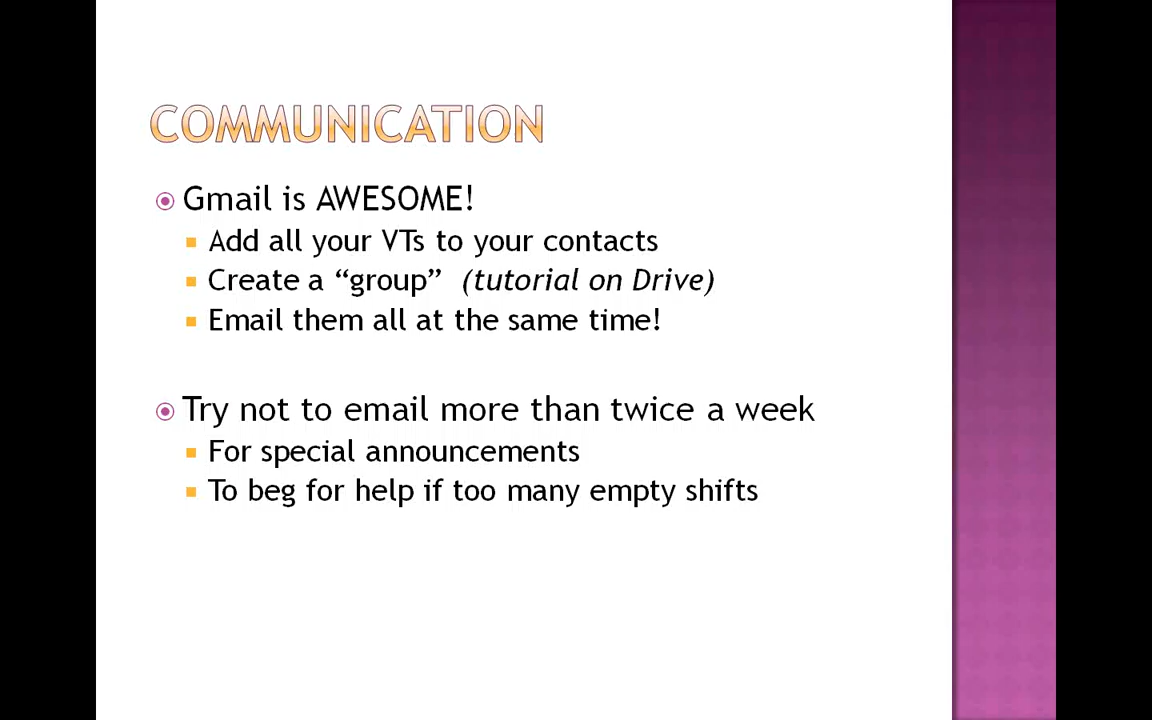 COMMUNICATION
Gmail is AWESOME!
Add all your VTs to your contacts
Create a “group” (tutorial on Drive)
Email them all at the same time!
Try not to email more than twice a week
For special announcements
To beg for help if too many empty shifts